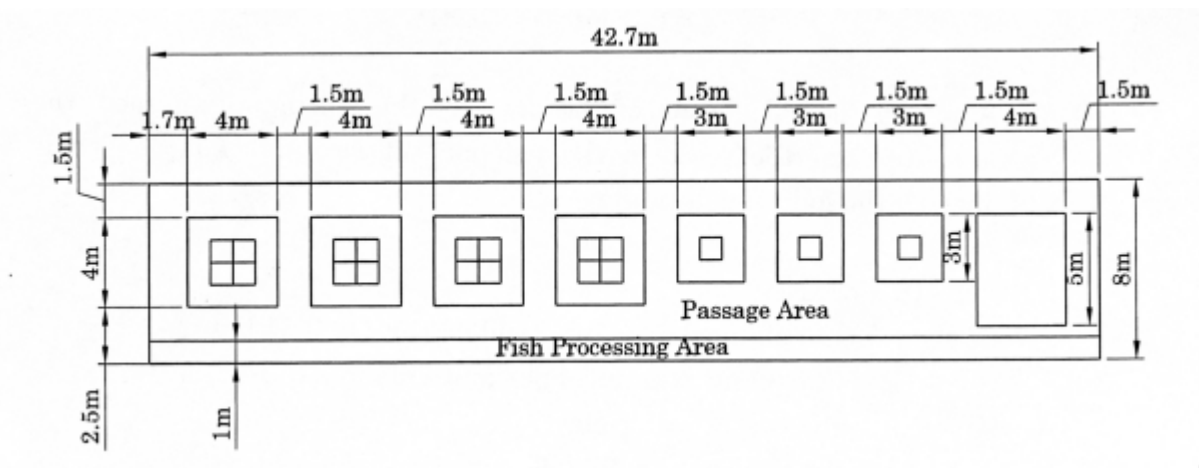 42.7m
1.5m 1.5m 1.5m 1.5m 1.5m 1.5m 1.5m 1.5m
1.7m 4m 4m 4m 4m 3m 3m 3m 4m
1.5m
4m
3m
5m
8m
Passage Area
Fish Processing Area
2.5m
1m